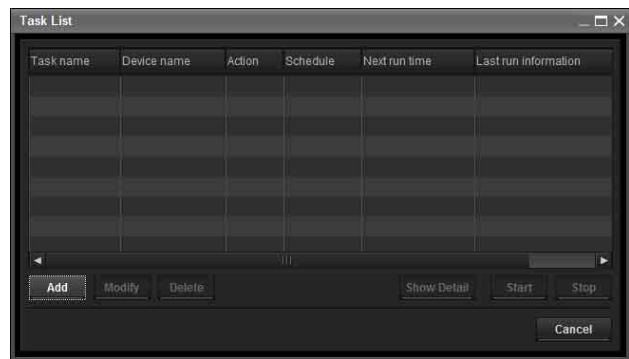 Task List
Task name Device name Action Schedule Next run time Last run information
Add Modify Delete Show Detail Start Stop
Cancel